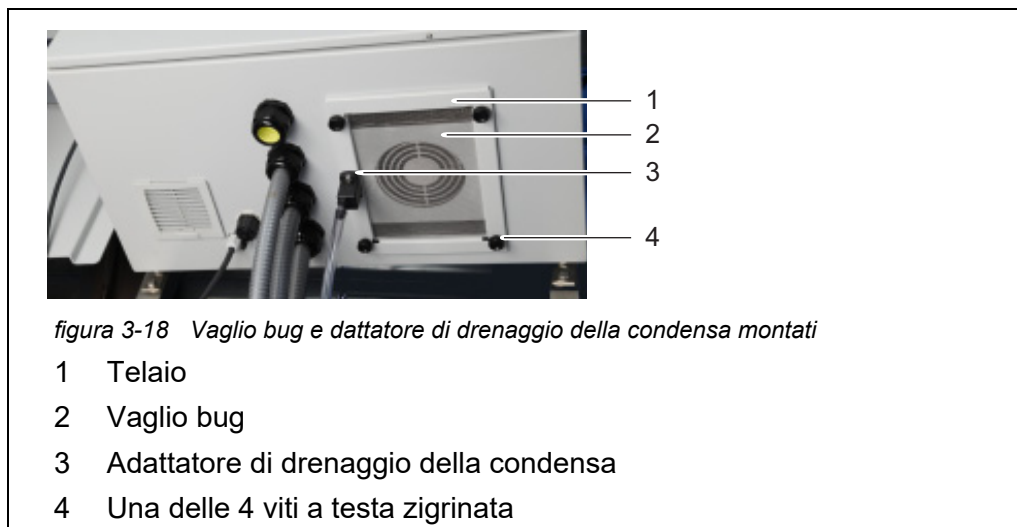 1
2
3
4
figura 3-18 Vaglio bug e dattatore di drenaggio della condensa montati
1 Telaio
2 Vaglio bug
3 Adattatore di drenaggio della condensa
4 Una delle 4 viti a testa zigrinata